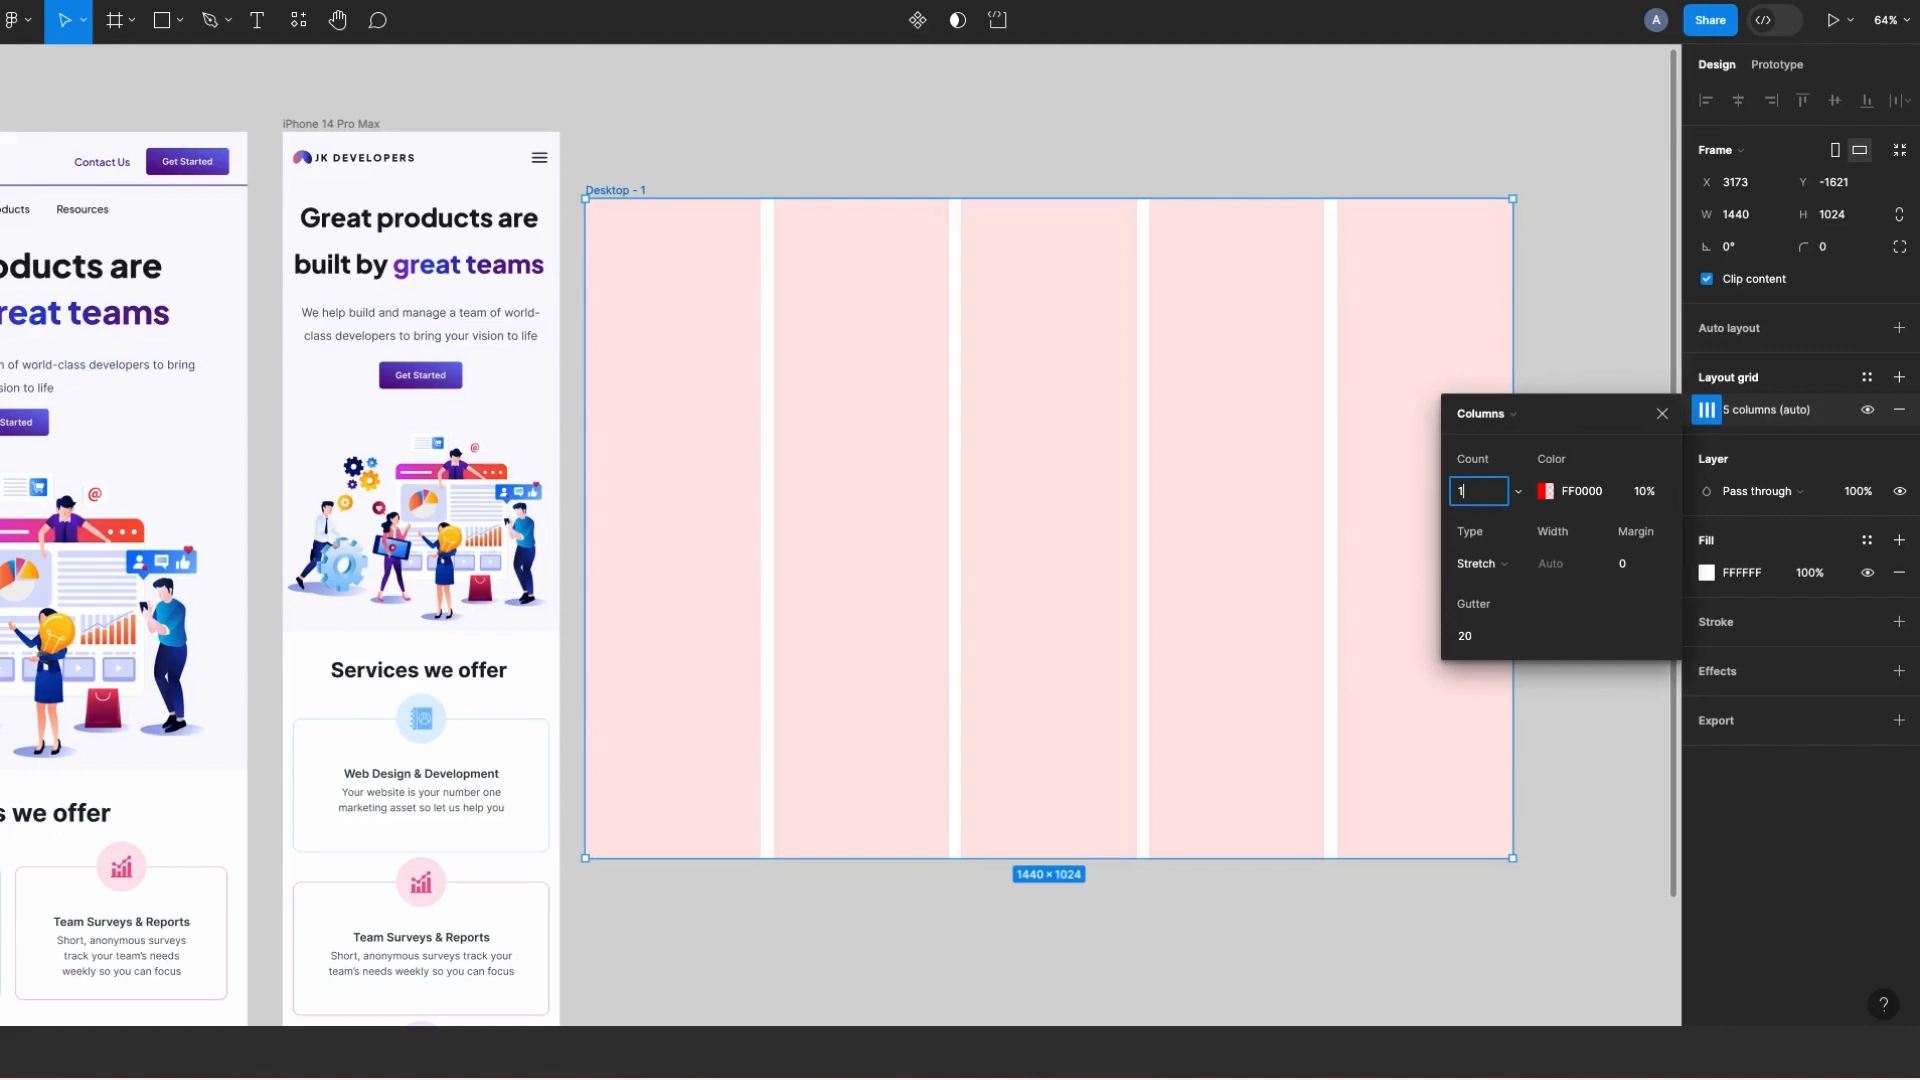 A
Share
64%
Design
Prototype
iPhone 14 Pro Max
Contact Us
Get Started
oducts
Resources
oducts are
reat teams
m of world-class developers to bring
sion to life
Started
@
s we offer
Team Surveys & Reports
Short, anonymous surveys
track your team's needs
weekly so you can focus
JK DEVELOPERS
Great products are
built by great teams
We help build and manage a team of world-
class developers to bring your vision to life
Get Started
@
Services we offer
Web Design & Development
Your website is your number one
marketing asset so let us help you
Team Surveys & Reports
Short, anonymous surveys track your
team's needs weekly so you can focus
Desktop - 1
1440 × 1024
Columns
Count
Color
1
FF0000
10%
Type
Width
Margin
Stretch
Auto
0
Gutter
20
Frame
X 3173
Y -1621
W 1440
H 1024
0°
0
Clip content
Auto layout
Layout grid
5 columns (auto)
Layer
Pass through
100%
Fill
FFFFFF
100%
Stroke
Effects
Export
?